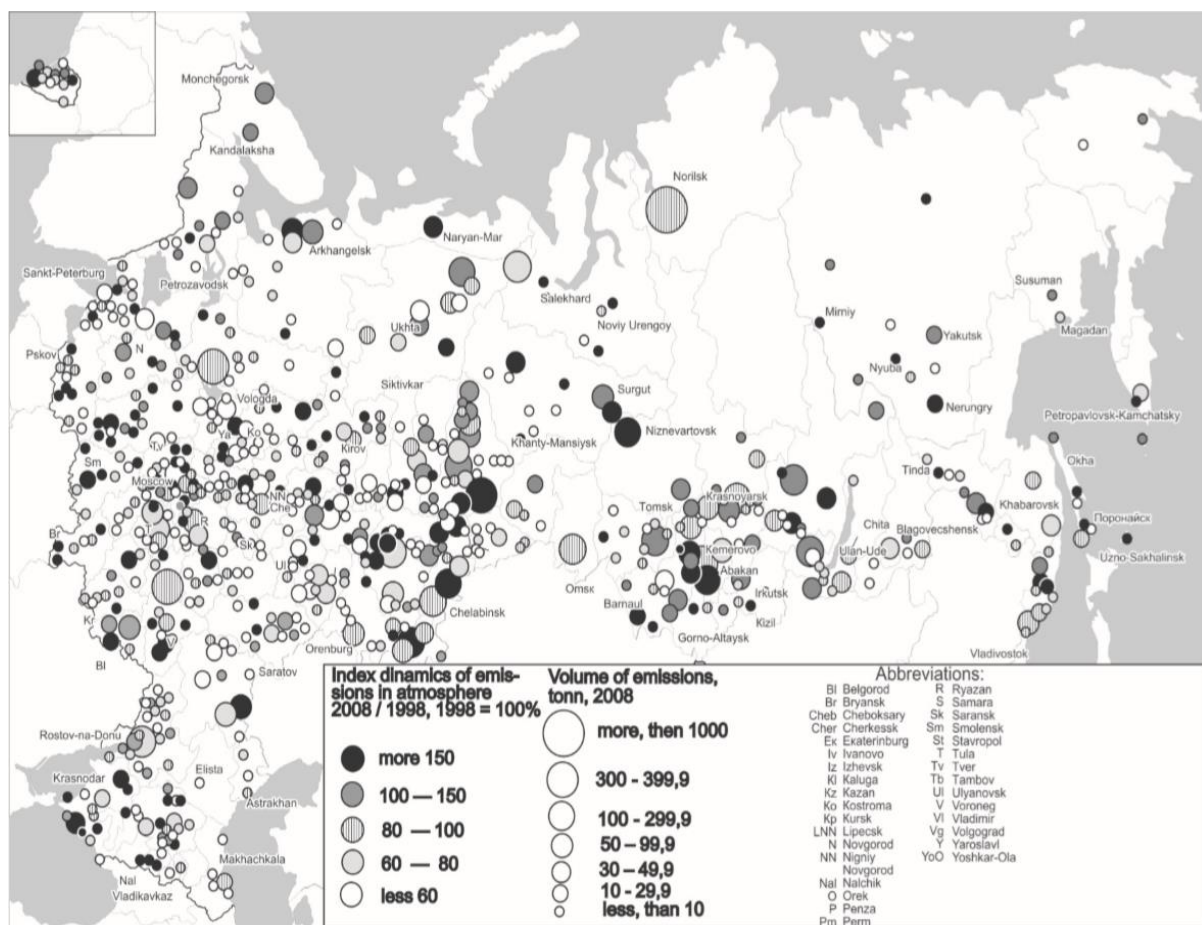 Monchegorsk
Kandalaksha
Norilsk
Arkhangelsk
Naryan-Mar
Sankt-Peterburg
Petrozavodsk
Salekhard
Noviy Urengoy
Mirniy
Susuman
Magadan
Yakutsk
Ukhta
Pskov
N
Nyuba
Siktivkar
Surgut
Vologda
Nerungry
Petropavlovsk-Kamchatsky
Niznevartovsk
Ya
Ko
Tv
Kirov
Khanty-Mansiysk
Okha
Sm
Moscow
Tinda
NN
Che
Tomsk
Krasnoyarsk
Khabarovsk
T
R
Chita
Blagovecshensk
Поронайск
Br
Sk
Kemerovo
Ulan-Ude
Uzno-Sakhalinsk
Ul
Omsk
Abakan
Irkutsk
Chelabinsk
Barnaul
Kizil
Kr
V
Orenburg
Gorno-Altaysk
Vladivostok
Bl
Saratov
Rostov-na-Donu
Elista
Krasnodar
Astrakhan
Makhachkala
Nal
Vladikavkaz
Index dinamics of emis-
sions in atmosphere
2008 / 1998, 1998 = 100%
more 150
100 — 150
80 — 100
60 — 80
less 60
Volume of emissions,
tonn, 2008
more, then 1000
300 - 399,9
100 - 299,9
50 - 99,9
30 - 49,9
10 - 29,9
less, than 10
Abbreviations:
Bl Belgorod
Br Bryansk
Cheb Cheboksary
Cher Cherkessk
Ex Ekaterinburg
Iv Ivanovo
Iz Izhevsk
Kl Kaluga
Kz Kazan
Ko Kostroma
Kp Kursk
LNN Lipecsk
N Novgorod
NN Nigniy
Novgorod
Nal Nalchik
O Orek
P Penza
Pm Perm
R Ryazan
S Samara
Sk Saransk
Sm Smolensk
St Stavropol
T Tula
Tv Tver
Tb Tambov
Ul Ulyanovsk
V Voroneg
Vl Vladimir
Vg Volgograd
Y Yaroslavl
YoO Yoshkar-Ola